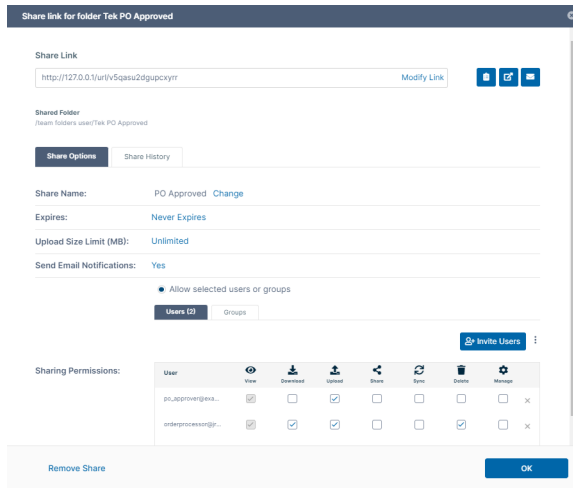 Share link for folder Tek PO Approved
Share Link
http://127.0.0.1/url/v5qasu2dgupcxyrr Modify Link
Shared Folder
/team folders user/Tek PO Approved
Share Options Share History
Share Name: PO Approved Change
Expires: Never Expires
Upload Size Limit (MB): Unlimited
Send Email Notifications: Yes
Allow selected users or groups
Users (2) Groups
Invite Users
Sharing Permissions: User View Download Upload Share Sync Delete Manage
po_approver@exa...
orderprocessor@jr...
Remove Share OK